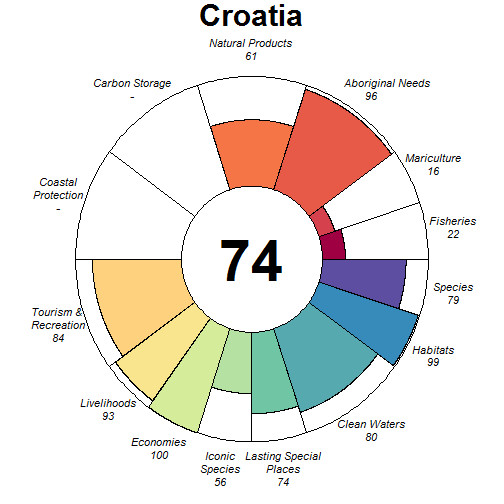 Croatia
Natural Products
61
Carbon Storage
-
Aboriginal Needs
96
Mariculture
16
Coastal
Protection
-
Fisheries
22
74
Species
79
Tourism &
Recreation
84
Habitats
99
Livelihoods
93
Clean Waters
80
Economies
100
Iconic
Species
56
Lasting Special
Places
74